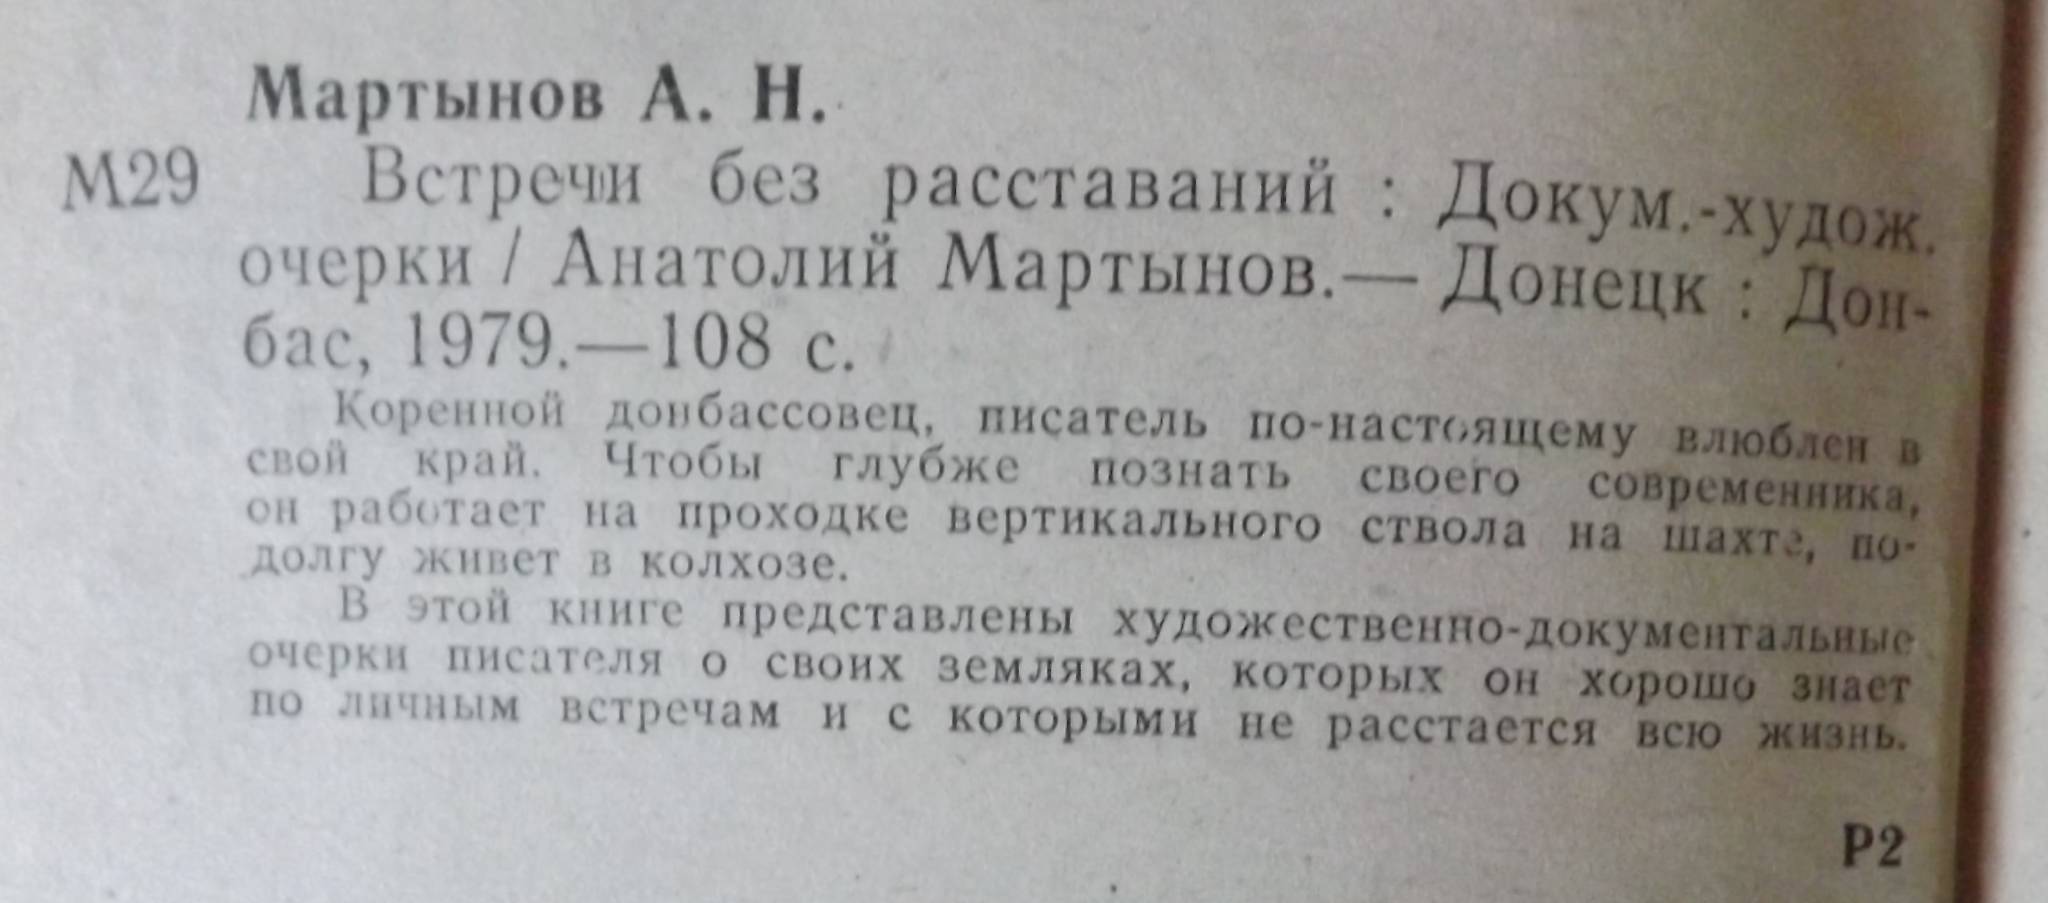 Мартынов А. Н.
М29 Встречи без расставаний : Докум.-худож.
очерки / Анатолий Мартынов.— Донецк : Дон-
бас, 1979.—108 с.
Коренной донбассовец, писатель по-настоящему влюблен в
свой край. Чтобы глубже познать своего современника,
он работает на проходке вертикального ствола на шахте, по-
долгу живет в колхозе.
В этой книге представлены художественно-документальные
очерки писателя о своих земляках, которых он хорошо знает
по личным встречам и с которыми не расстается всю жизнь.
Р2